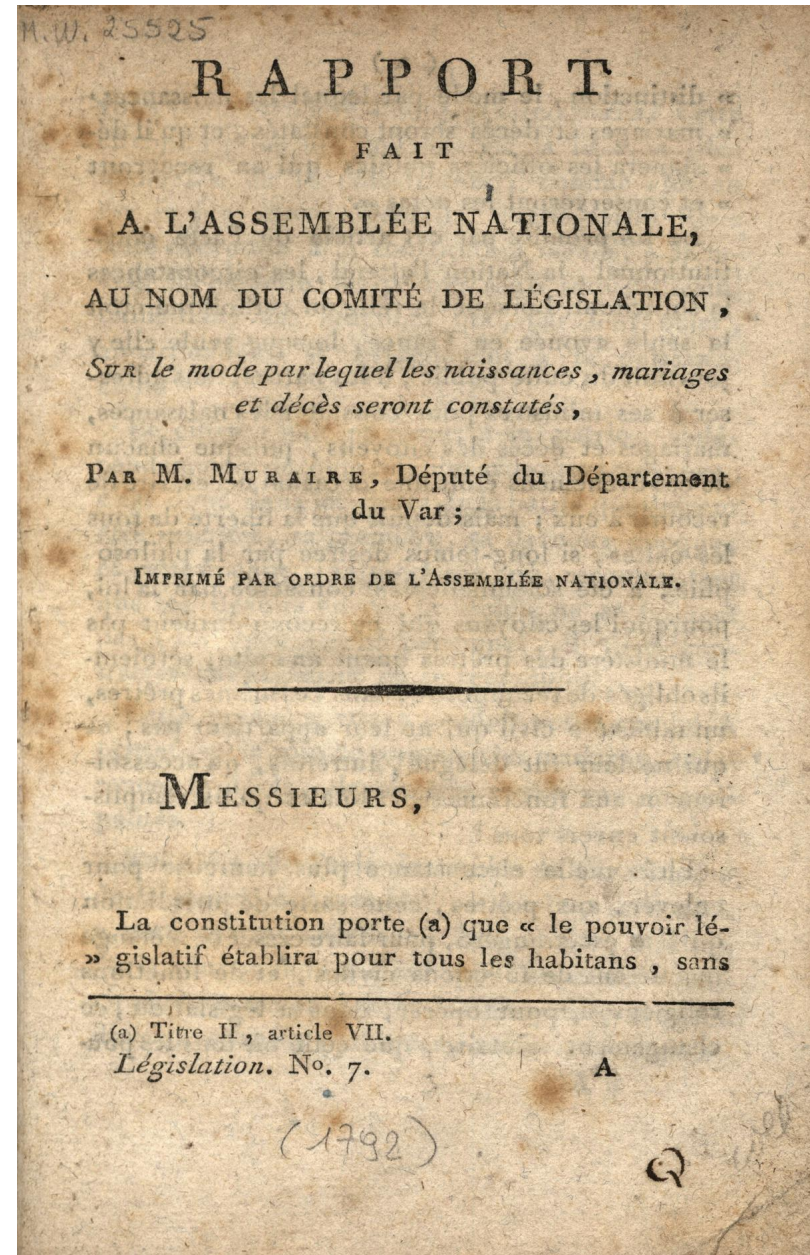 M.W. 25525
RAPPORT
FAIT
A L'ASSEMBLÉE NATIONALE,
AU NOM DU COMITÉ DE LÉGISLATION,
SUR le mode par lequel les naissances, mariages
et décès seront constatés,
PAR M. MURAIRE, Député du Département
du Var;
IMPRIMÉ PAR ORDRE DE L'ASSEMBLÉE NATIONALE.
MESSIEURS,
La constitution porte (a) que « le pouvoir lé-
» gislatif établira pour tous les habitans, sans
(a) Titre II, article VII.
Législation. No. 7. A
(1792)
Q